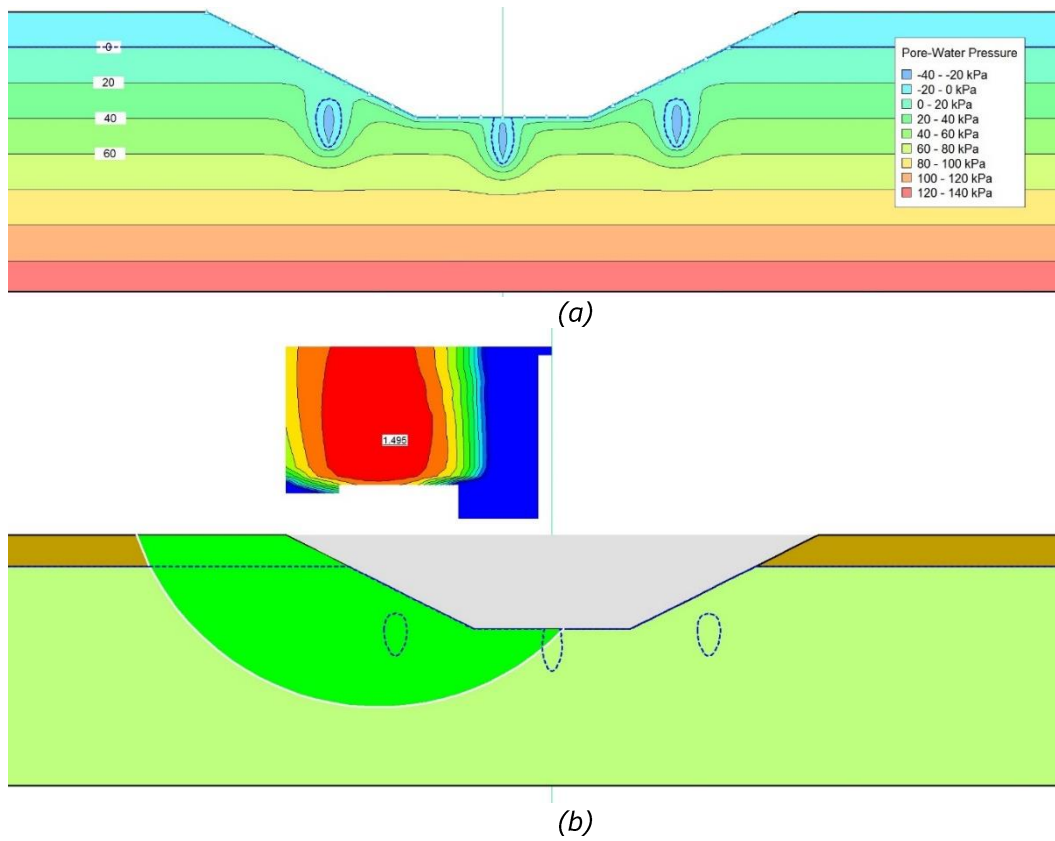 -0-
20
40
60
Pore-Water Pressure
-40 - -20 kPa
-20 - 0 kPa
0 - 20 kPa
20 - 40 kPa
40 - 60 kPa
60 - 80 kPa
80 - 100 kPa
100 - 120 kPa
120 - 140 kPa
(a)
1.495
(b)